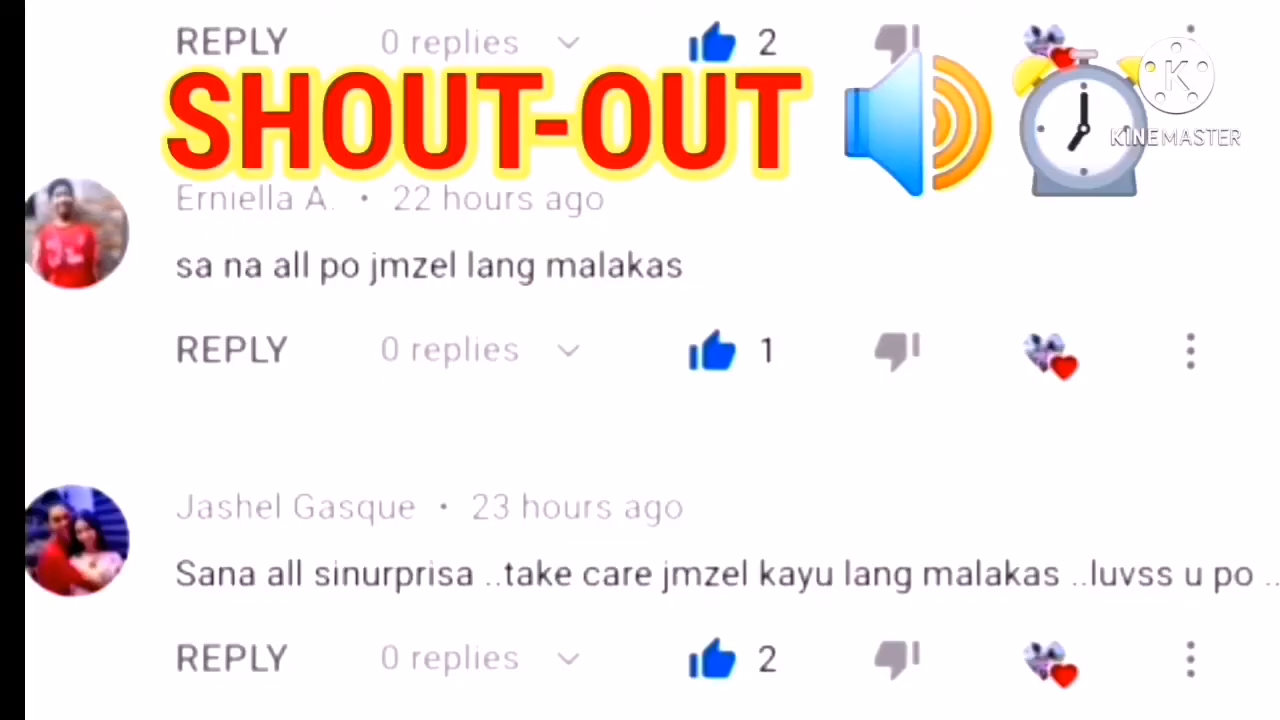 REPLY 0 replies 2
SHOUT-OUT
K
KINEMASTER
Erniella A. • 22 hours ago
sa na all po jmzel lang malakas
REPLY 0 replies 1
Jashel Gasque • 23 hours ago
Sana all sinurprisa ..take care jmzel kayu lang malakas ..luvss u po ..
REPLY 0 replies 2